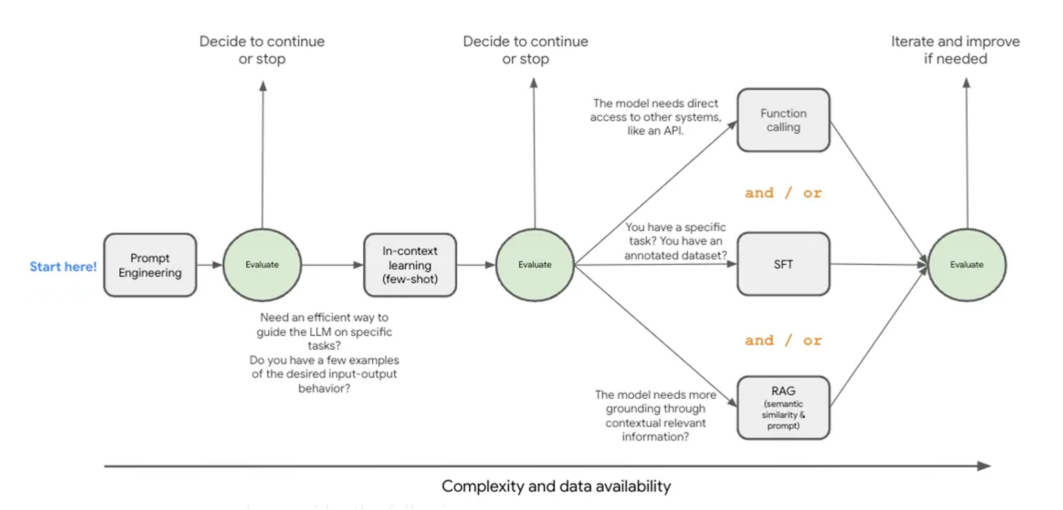 Decide to continue
or stop
Decide to continue
or stop
Iterate and improve
if needed
The model needs direct
access to other systems,
like an API.
Function
calling
and / or
Start here!
Prompt
Engineering
Evaluate
In-context
learning
(few-shot)
Evaluate
You have a specific
task? You have an
annotated dataset?
SFT
Evaluate
Need an efficient way to
guide the LLM on specific
tasks?
Do you have a few examples
of the desired input-output
behavior?
and / or
The model needs more
grounding through
contextual relevant
information?
RAG
(semantic
similarity &
prompt)
Complexity and data availability